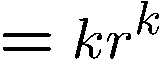 = kr^k